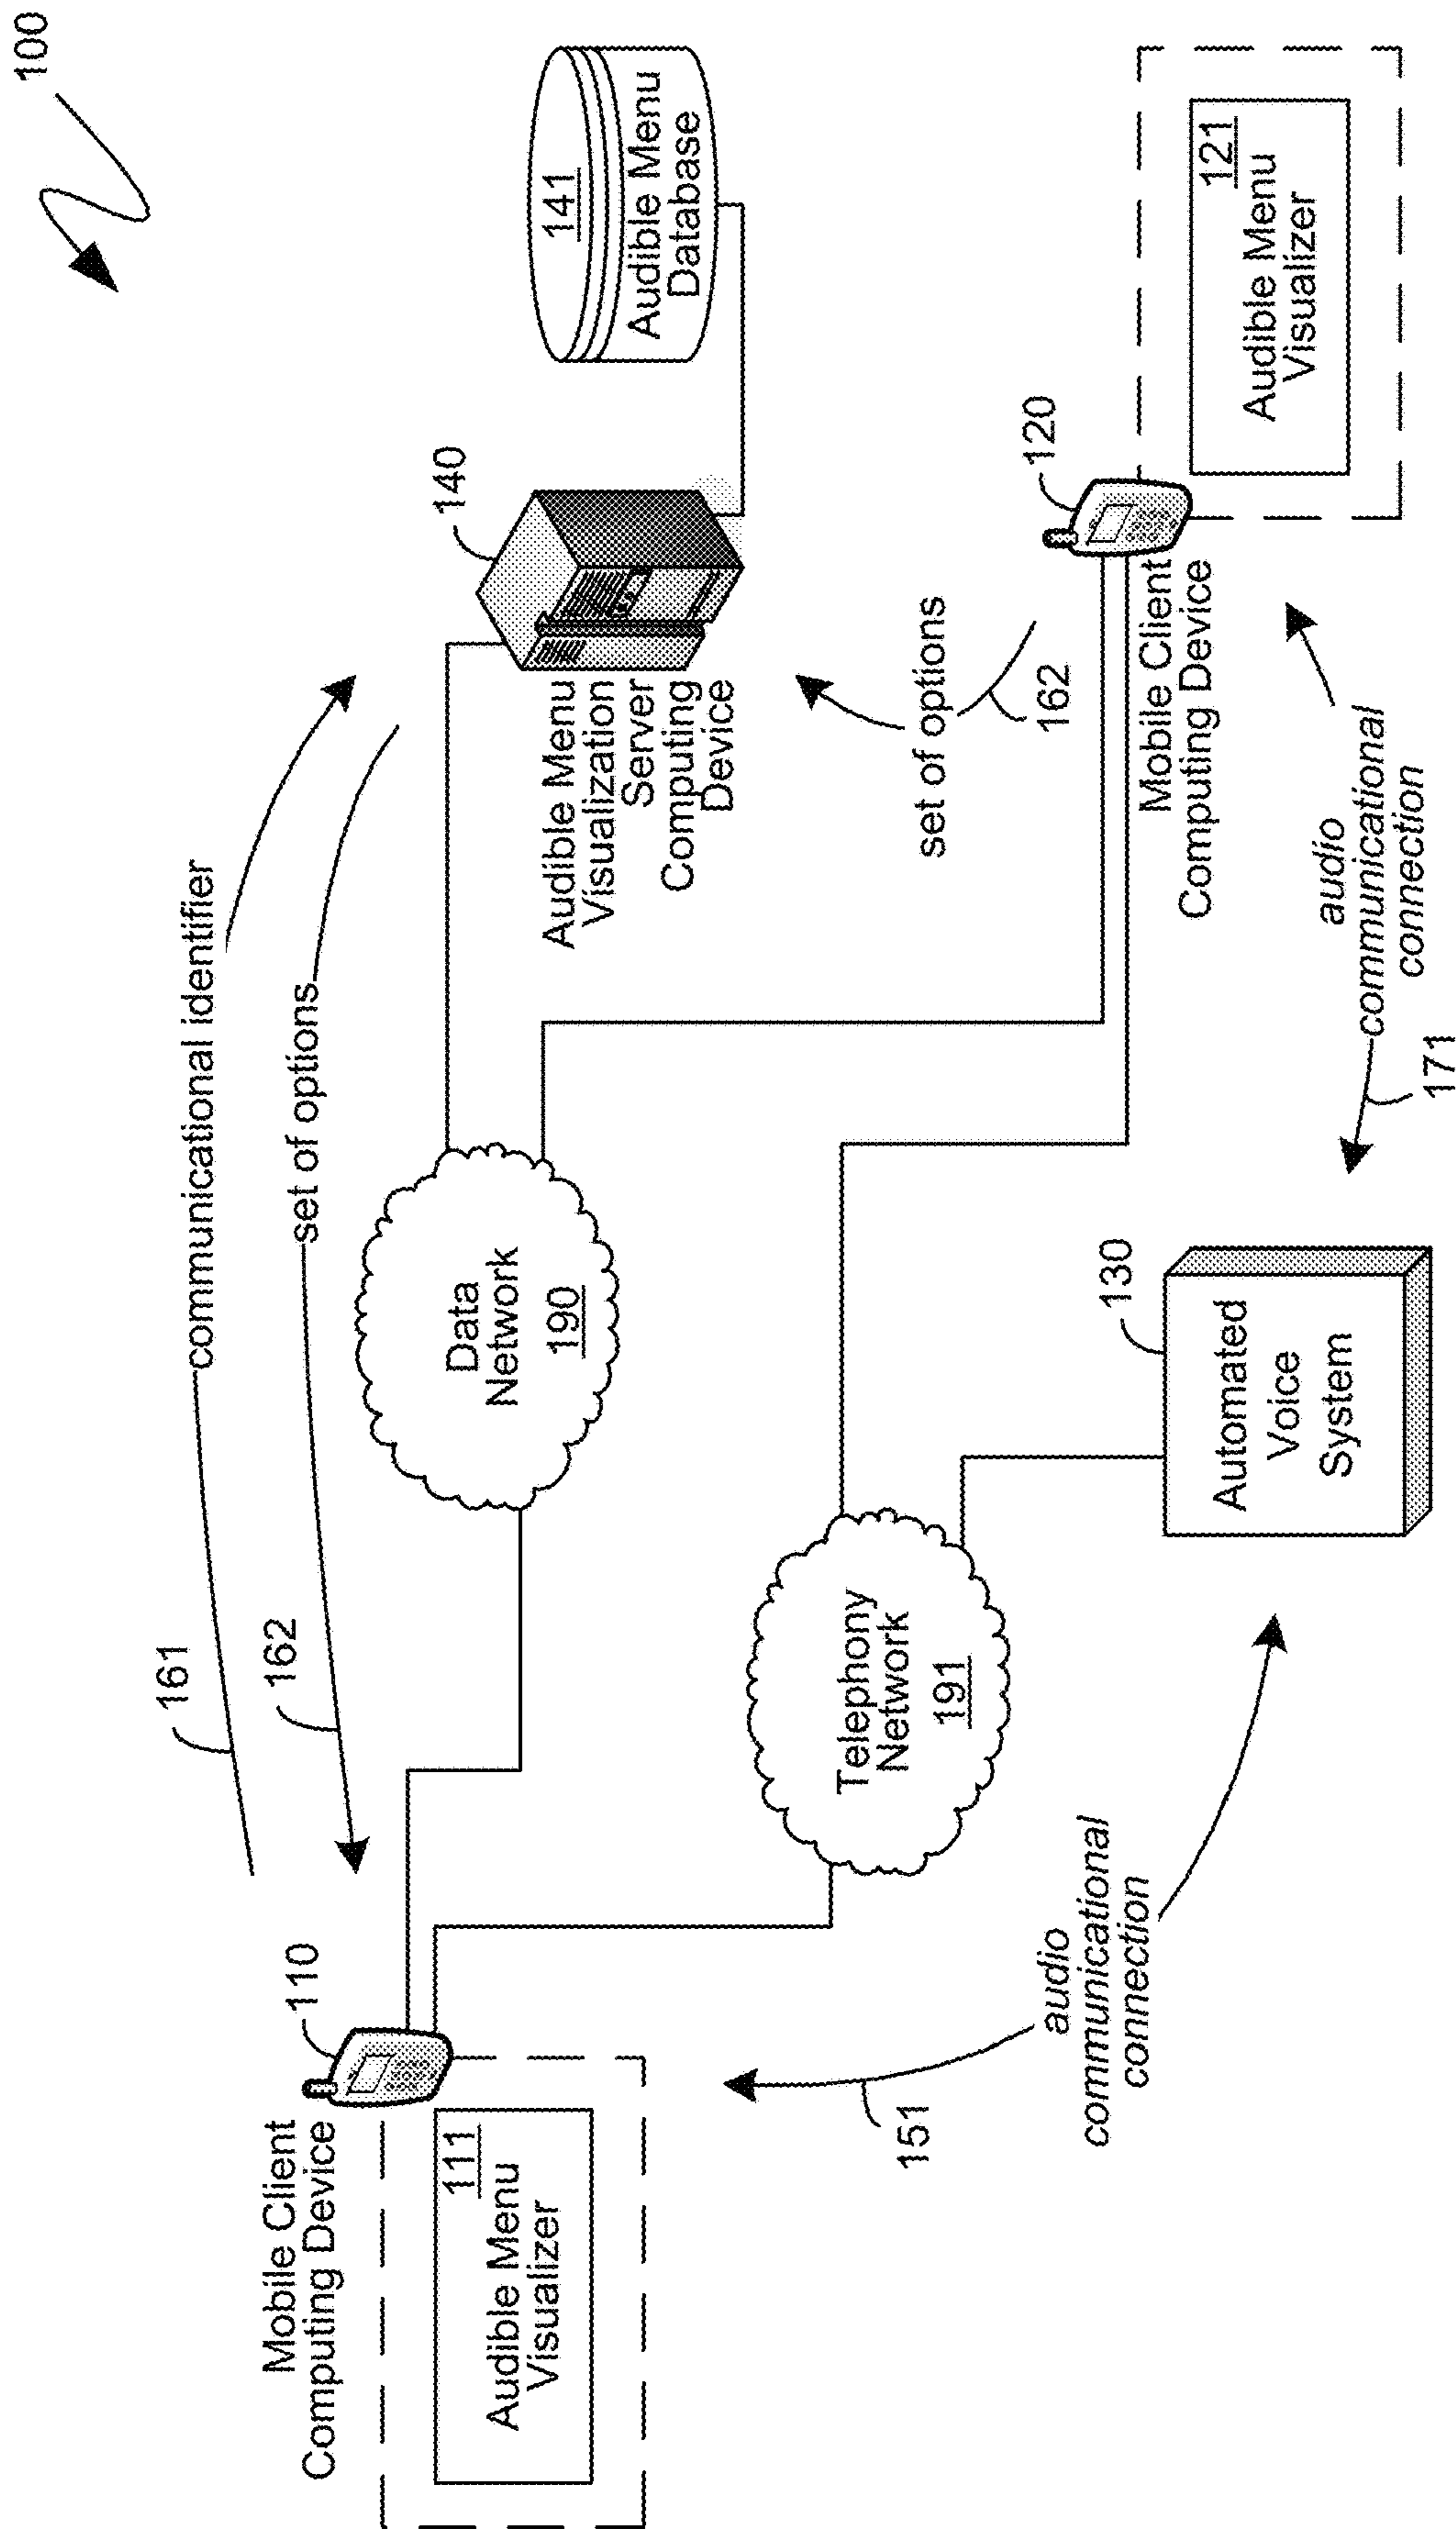 100
161
communicational identifier
162
set of options
Mobile Client
Computing Device
110
111
Audible Menu
Visualizer
Data
Network
190
140
Audible Menu
Visualization
Server
Computing
Device
141
Audible Menu
Database
Telephony
Network
191
set of options
162
120
Mobile Client
Computing Device
121
Audible Menu
Visualizer
151
audio
communicational
connection
130
Automated
Voice
System
audio
communicational
connection
171